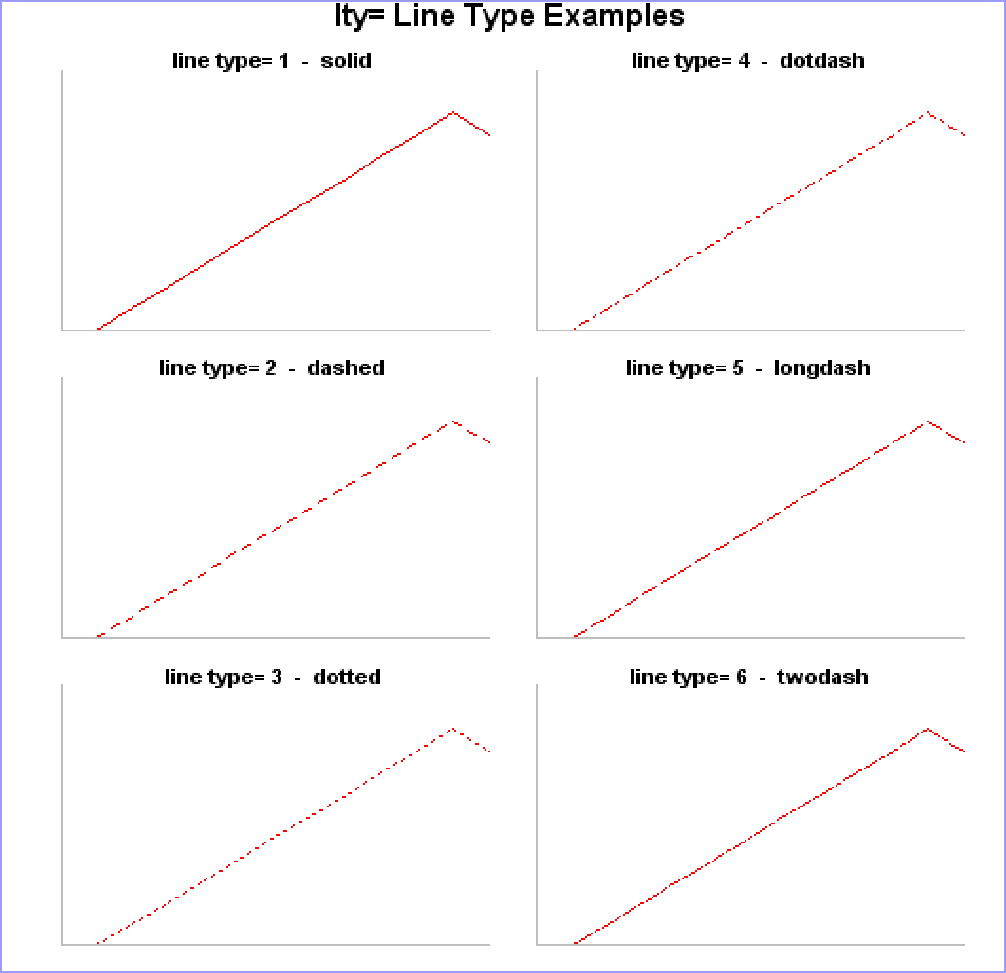 lty= Line Type Examples
line type= 1  -  solid
line type= 4  -  dotdash
line type= 2  -  dashed
line type= 5  -  longdash
line type= 3  -  dotted
line type= 6  -  twodash